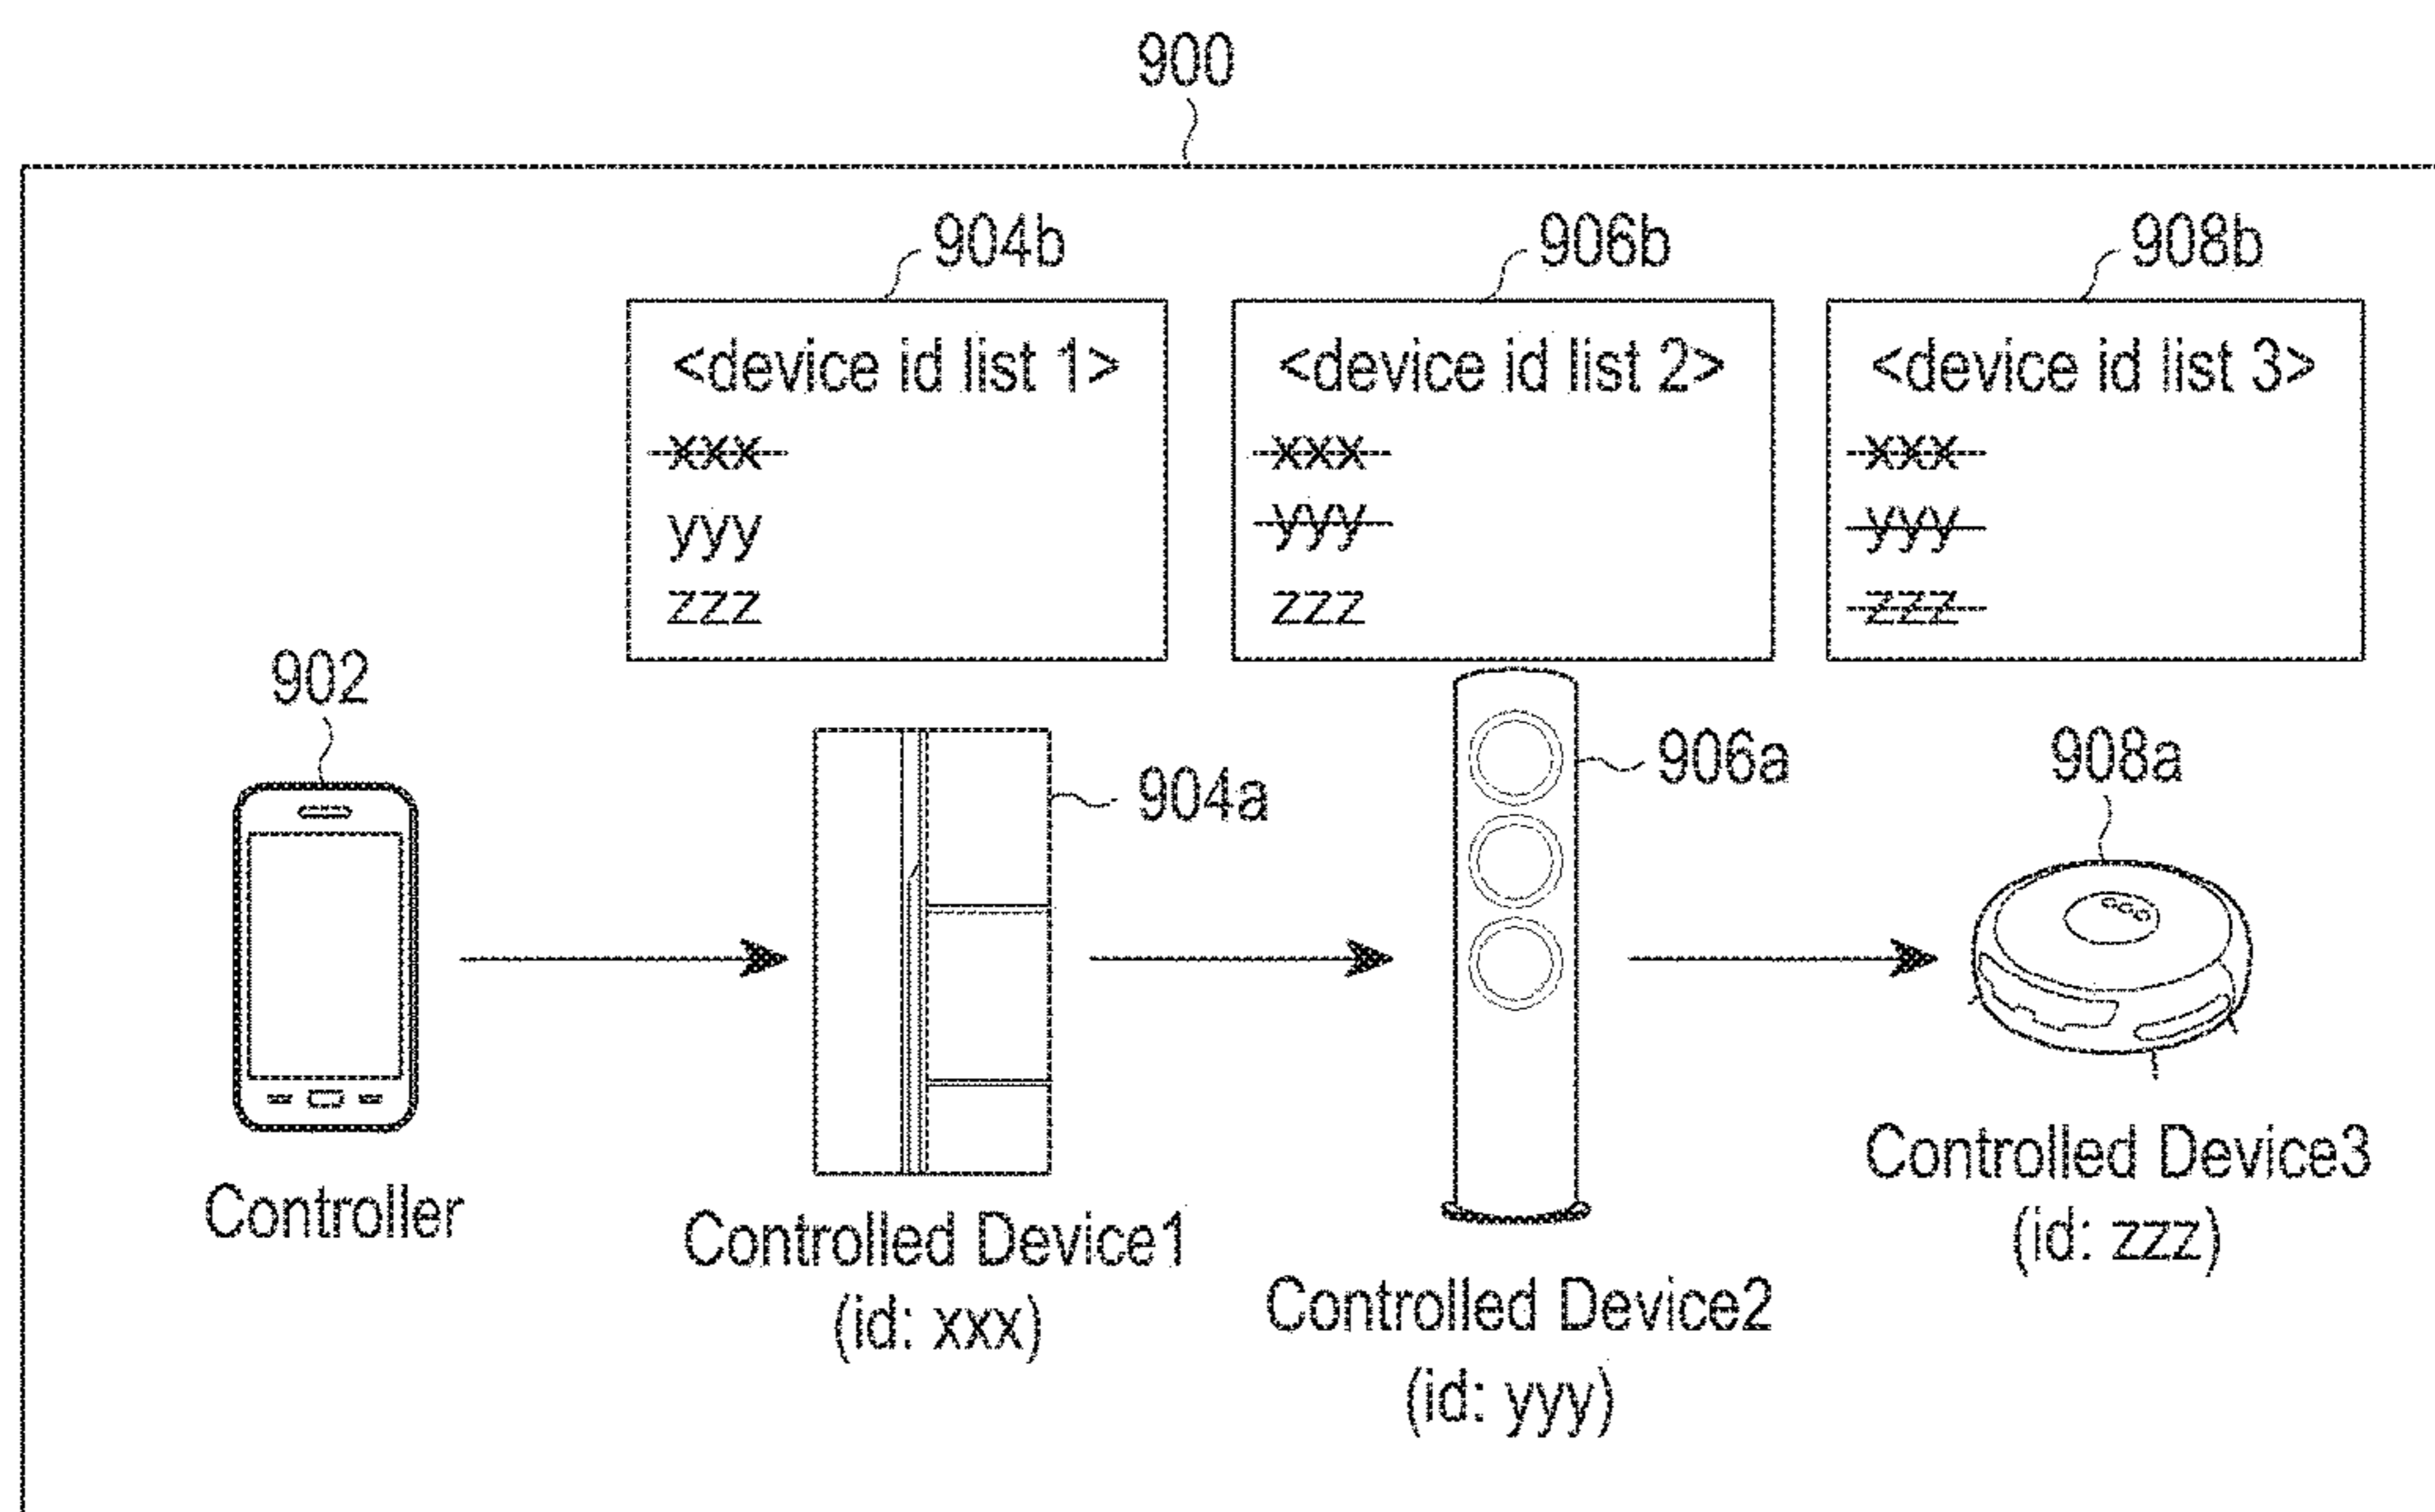 900
904b
906b
908b
<device id list 1>
xxx
yyy
zzz
<device id list 2>
xxx
yyy
zzz
<device id list 3>
xxx
yyy
zzz
902
904a
906a
908a
Controller
Controlled Device1
(id: xxx)
Controlled Device2
(id: yyy)
Controlled Device3
(id: zzz)